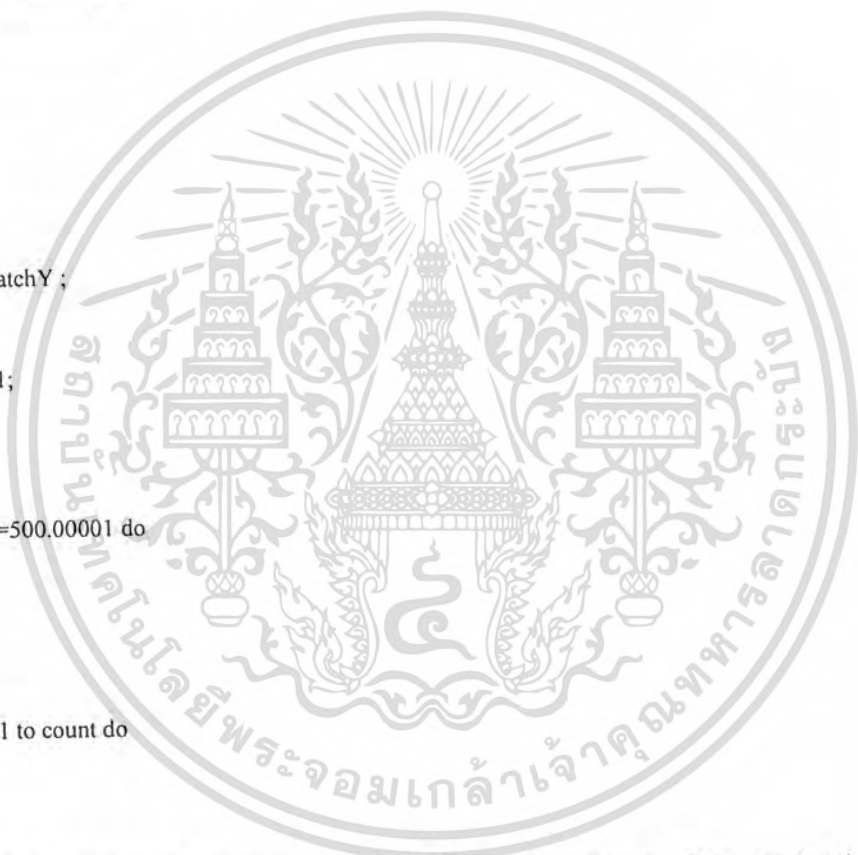 atchY ;
;
=500.00001 do
1 to count do
สถาบันเทคโนโลยีพระจอมเกล้าเจ้าคุณทหารลาดกระบัง